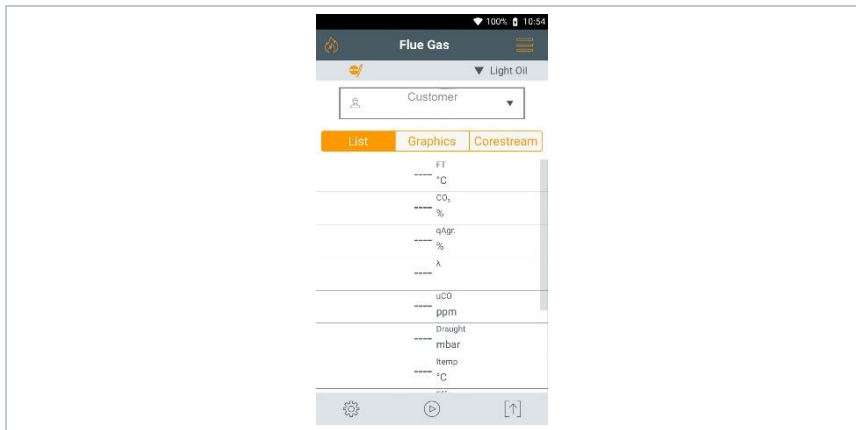 100% 10:54
Flue Gas
Light Oil
Customer
List Graphics Corestream
FT
---- °C
CO₂
---- %
qAgr.
---- %
λ
----
uCO
---- ppm
Draught
---- mbar
Itemp
---- °C